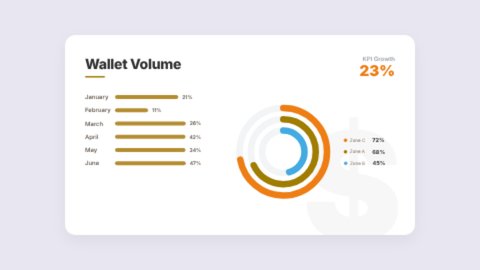 Wallet Volume
KPI Growth
23%
January 21%
February 11%
March 26%
April 42%
May 24%
June 47%
Zone C 72%
Zone A 68%
Zone B 45%
$